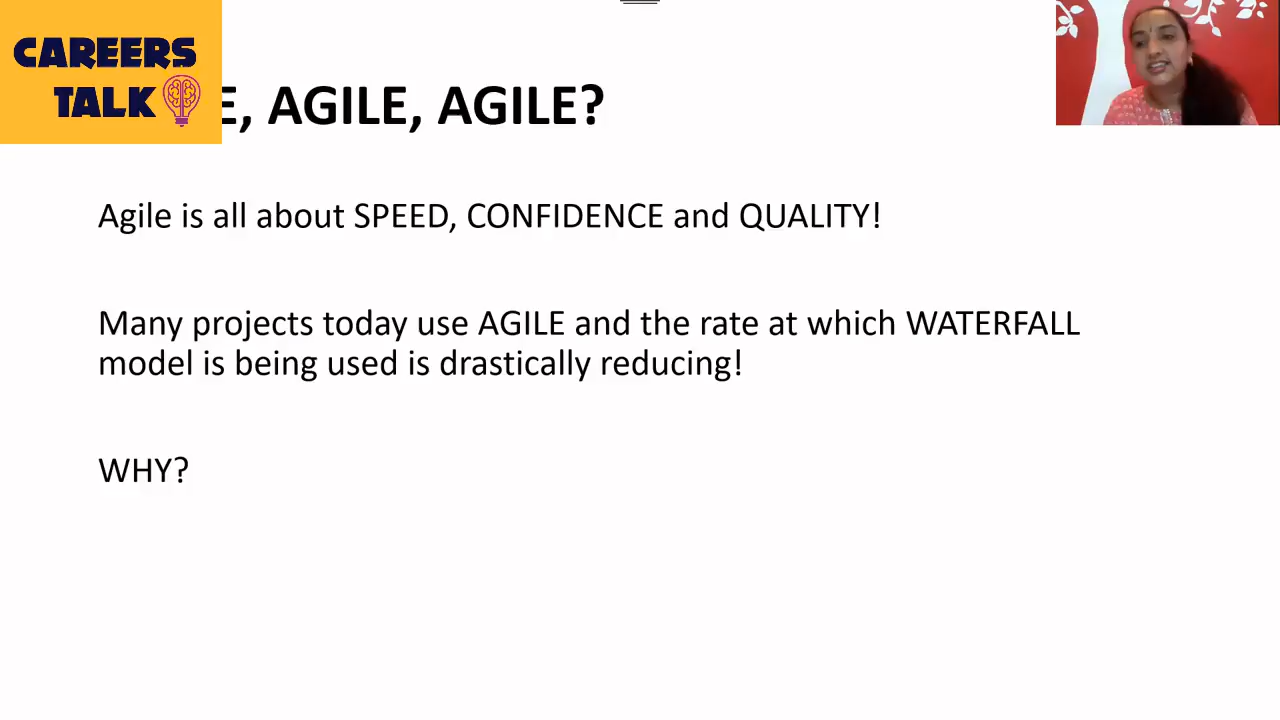 CAREERS
TALK
E, AGILE, AGILE?
Agile is all about SPEED, CONFIDENCE and QUALITY!
Many projects today use AGILE and the rate at which WATERFALL
model is being used is drastically reducing!
WHY?